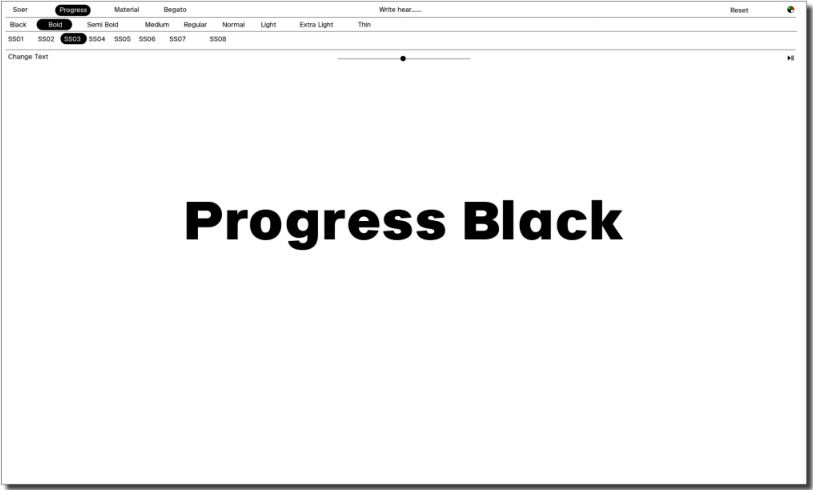 Soer Progress Material Begato Write hear...... Reset
Black Bold Semi Bold Medium Regular Normal Light Extra Light Thin
SS01 SS02 SS03 SS04 SS05 SS06 SS07 SS08
Change Text
Progress Black